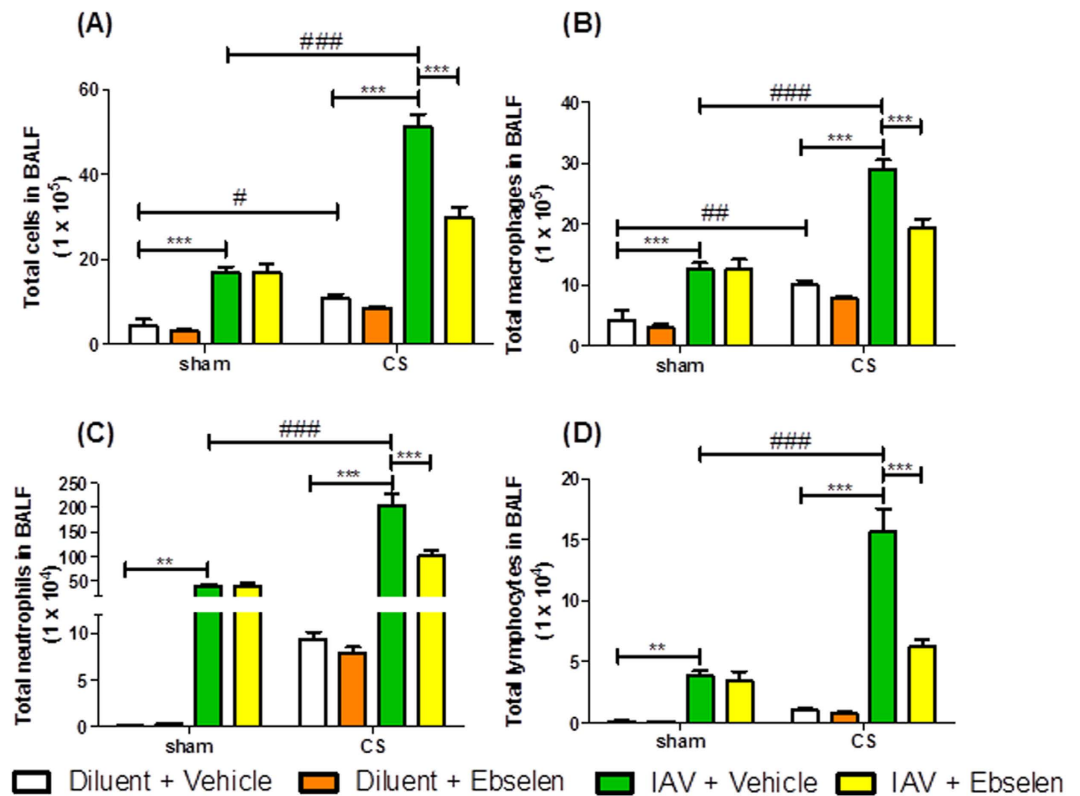 (A)
###
***
***
#
***
Total cells in BALF
(1 x 10⁵)
60
40
20
0
sham
CS
(B)
###
***
***
##
***
Total macrophages in BALF
(1 x 10⁵)
40
30
20
10
0
sham
CS
(C)
###
***
***
**
Total neutrophils in BALF
(1 x 10⁴)
250
200
150
100
50
10
5
0
sham
CS
(D)
###
***
***
**
Total lymphocytes in BALF
(1 x 10⁴)
20
15
10
5
0
sham
CS
Diluent + Vehicle Diluent + Ebselen IAV + Vehicle IAV + Ebselen